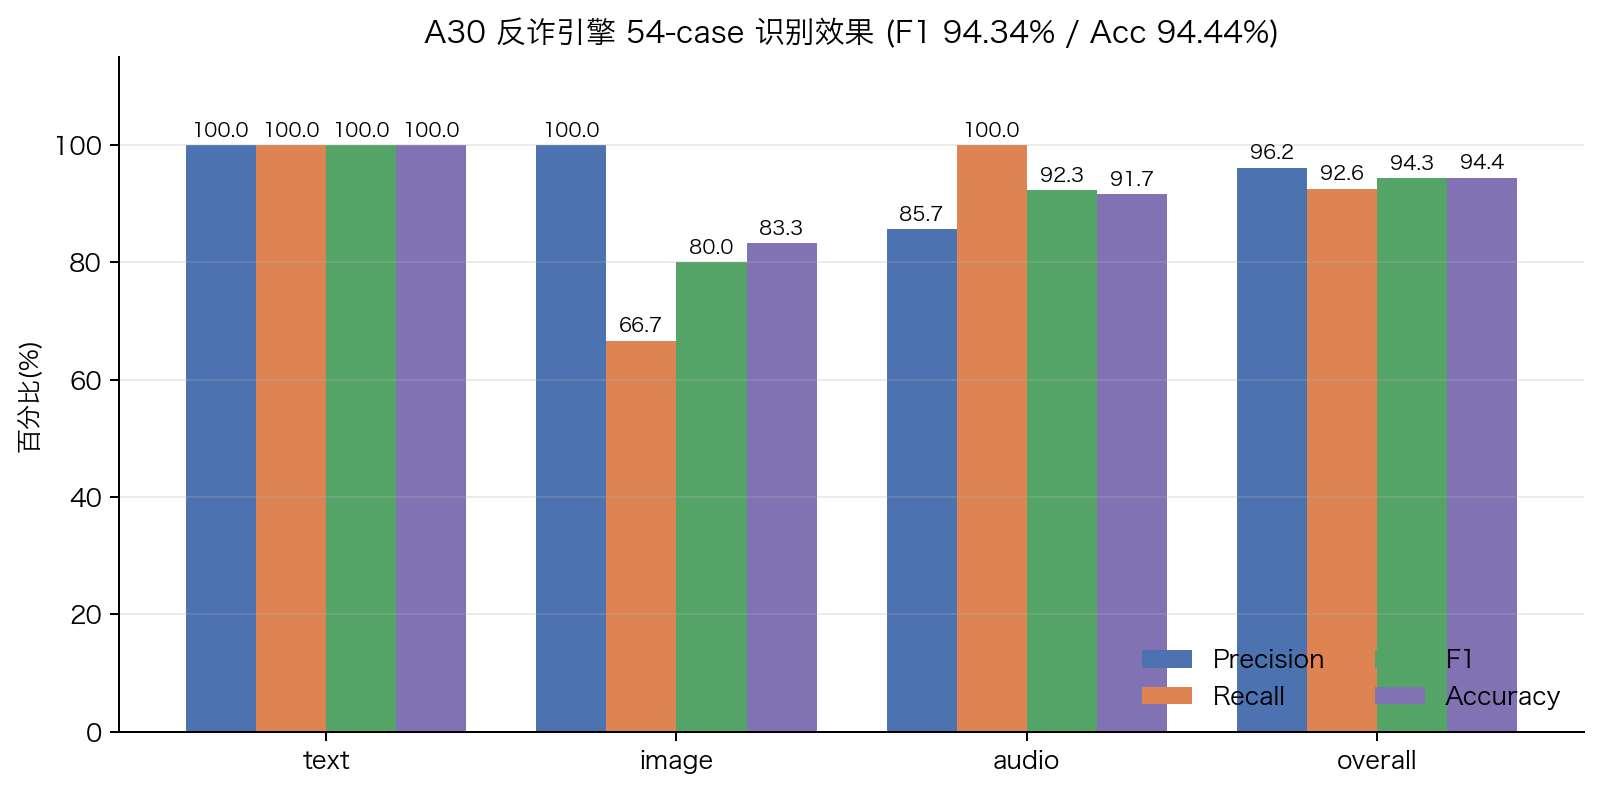 A30 反诈引擎 54-case 识别效果 (F1 94.34% / Acc 94.44%)
百分比(%)
100
80
60
40
20
0
100.0 100.0 100.0 100.0
100.0
66.7
80.0
83.3
85.7
100.0
92.3
91.7
96.2
92.6
94.3
94.4
Precision
Recall
F1
Accuracy
text
image
audio
overall